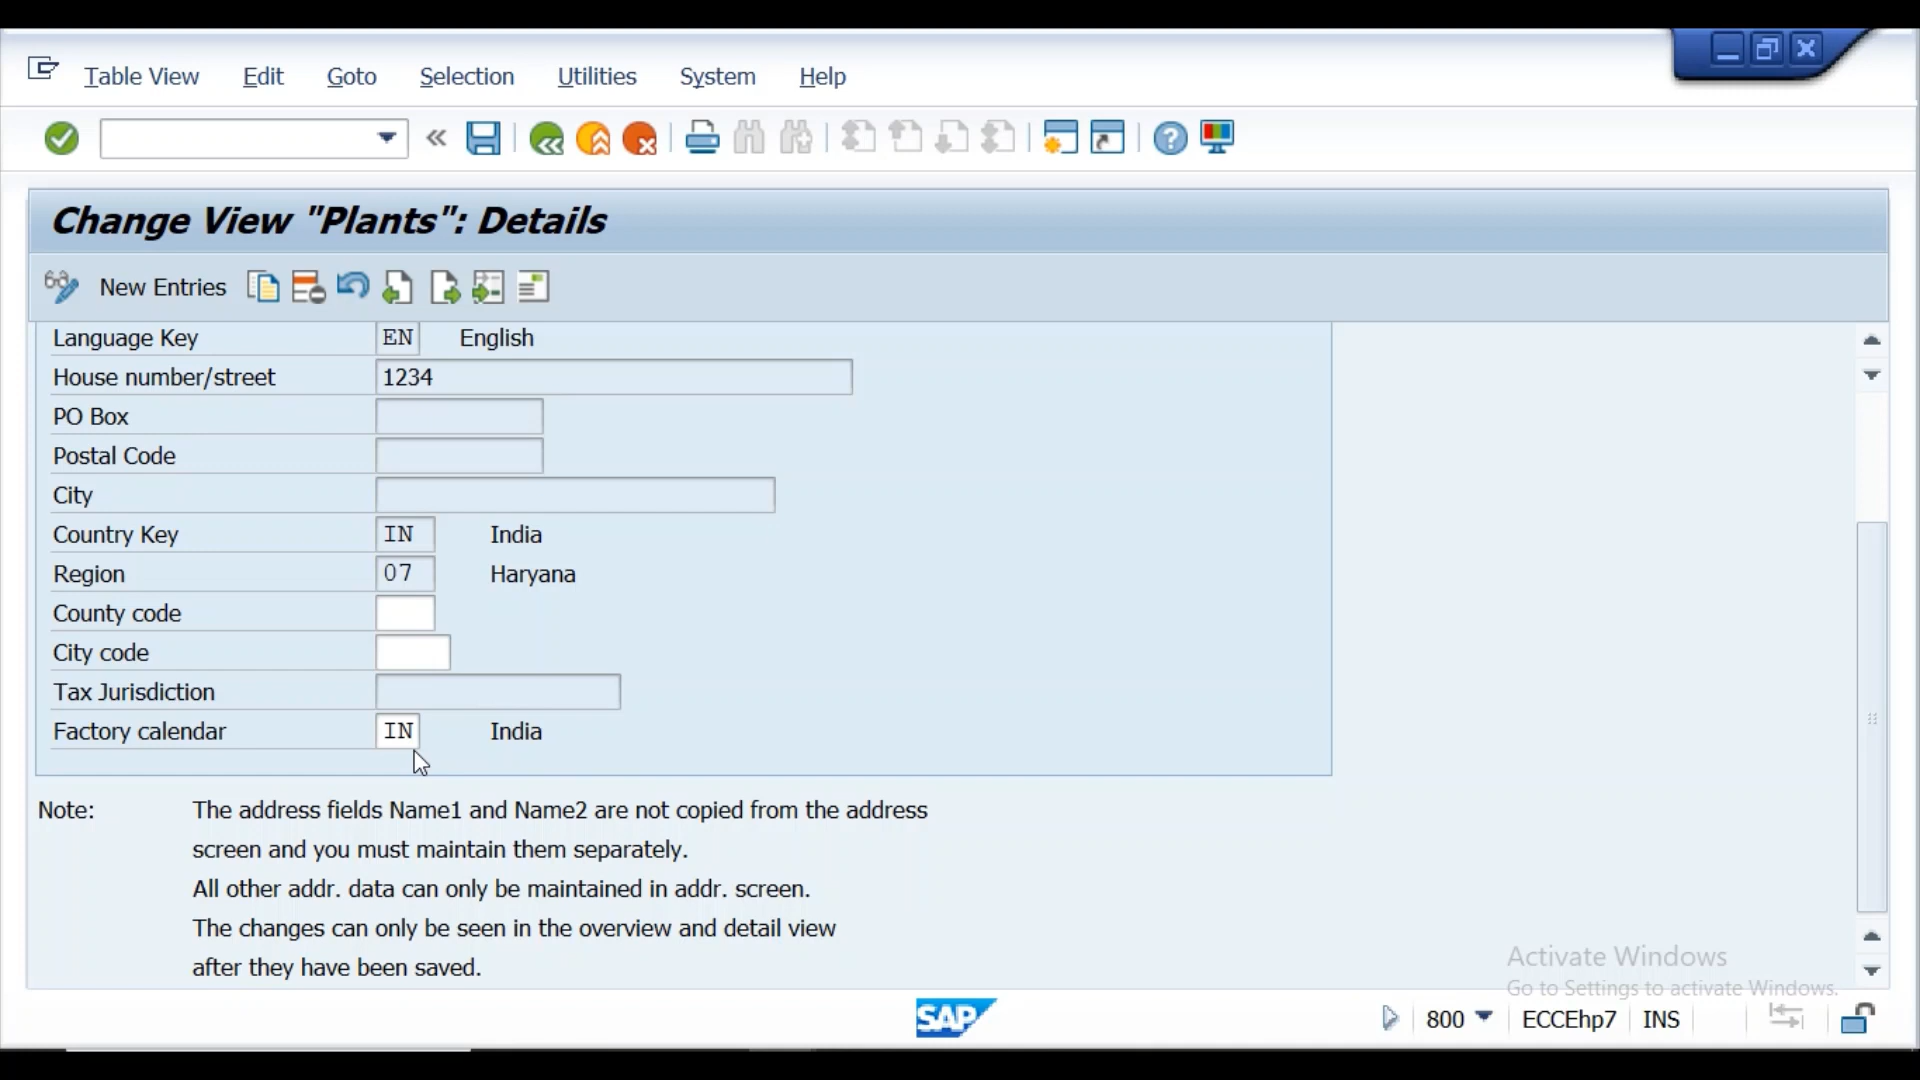 Table View Edit Goto Selection Utilities System Help
Change View "Plants": Details
New Entries
Language Key EN English
House number/street 1234
PO Box
Postal Code
City
Country Key IN India
Region 07 Haryana
County code
City code
Tax Jurisdiction
Factory calendar IN India
Note: The address fields Name1 and Name2 are not copied from the address
screen and you must maintain them separately.
All other addr. data can only be maintained in addr. screen.
The changes can only be seen in the overview and detail view
after they have been saved.
Activate Windows
Go to Settings to activate Windows.
SAP 800 ECCEhp7 INS